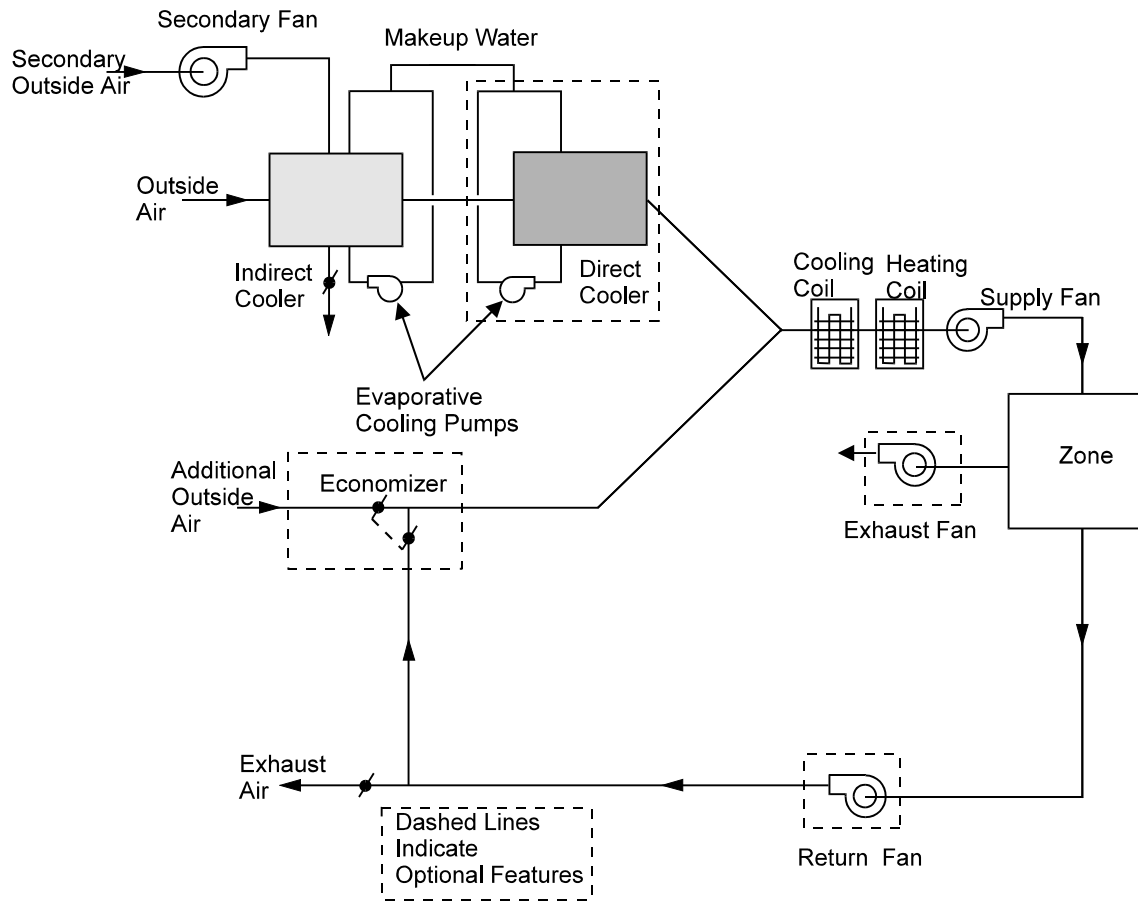 Secondary Fan
Makeup Water
Secondary
Outside Air
Outside
Air
Indirect
Cooler
Direct
Cooler
Cooling
Coil
Heating
Coil
Supply Fan
Evaporative
Cooling Pumps
Additional
Outside
Air
Economizer
Zone
Exhaust Fan
Exhaust
Air
Dashed Lines
Indicate
Optional Features
Return Fan